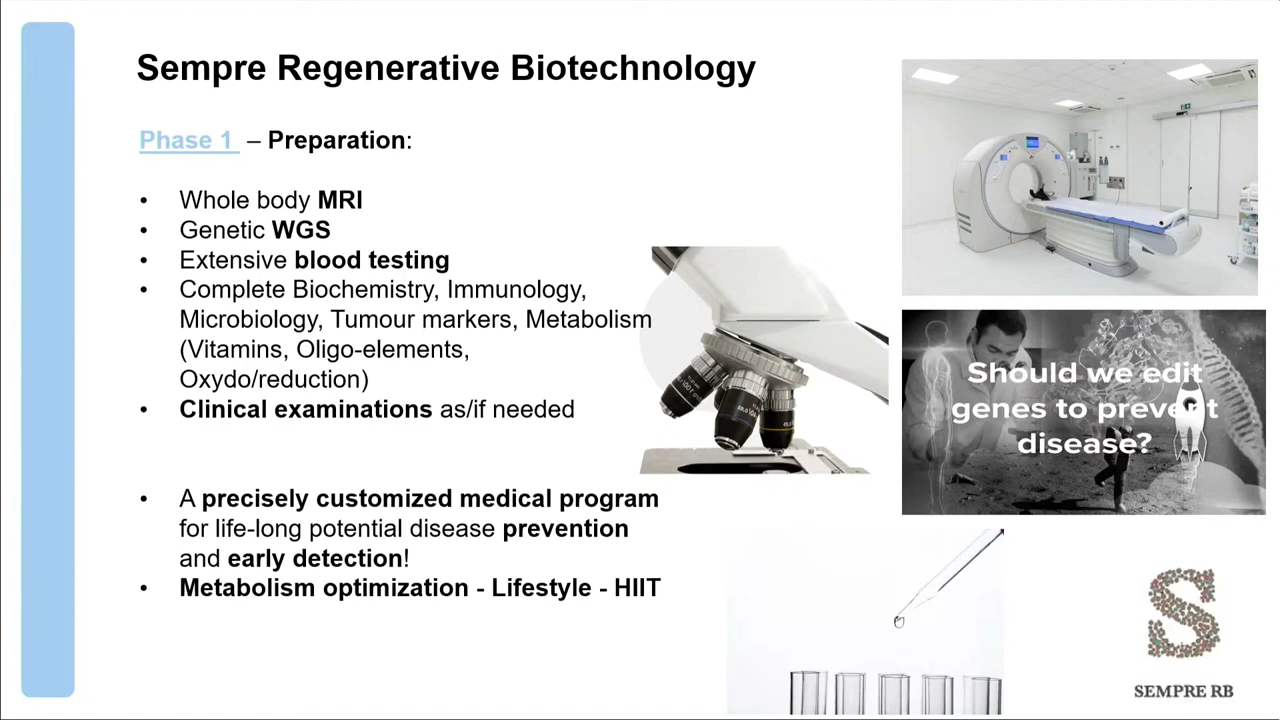 Sempre Regenerative Biotechnology
Phase 1 – Preparation:
• Whole body MRI
• Genetic WGS
• Extensive blood testing
• Complete Biochemistry, Immunology,
Microbiology, Tumour markers, Metabolism
(Vitamins, Oligo-elements,
Oxydo/reduction)
• Clinical examinations as/if needed
• A precisely customized medical program
for life-long potential disease prevention
and early detection!
• Metabolism optimization - Lifestyle - HIIT
Should we edit
genes to prevent
disease?
S
SEMPRE RB